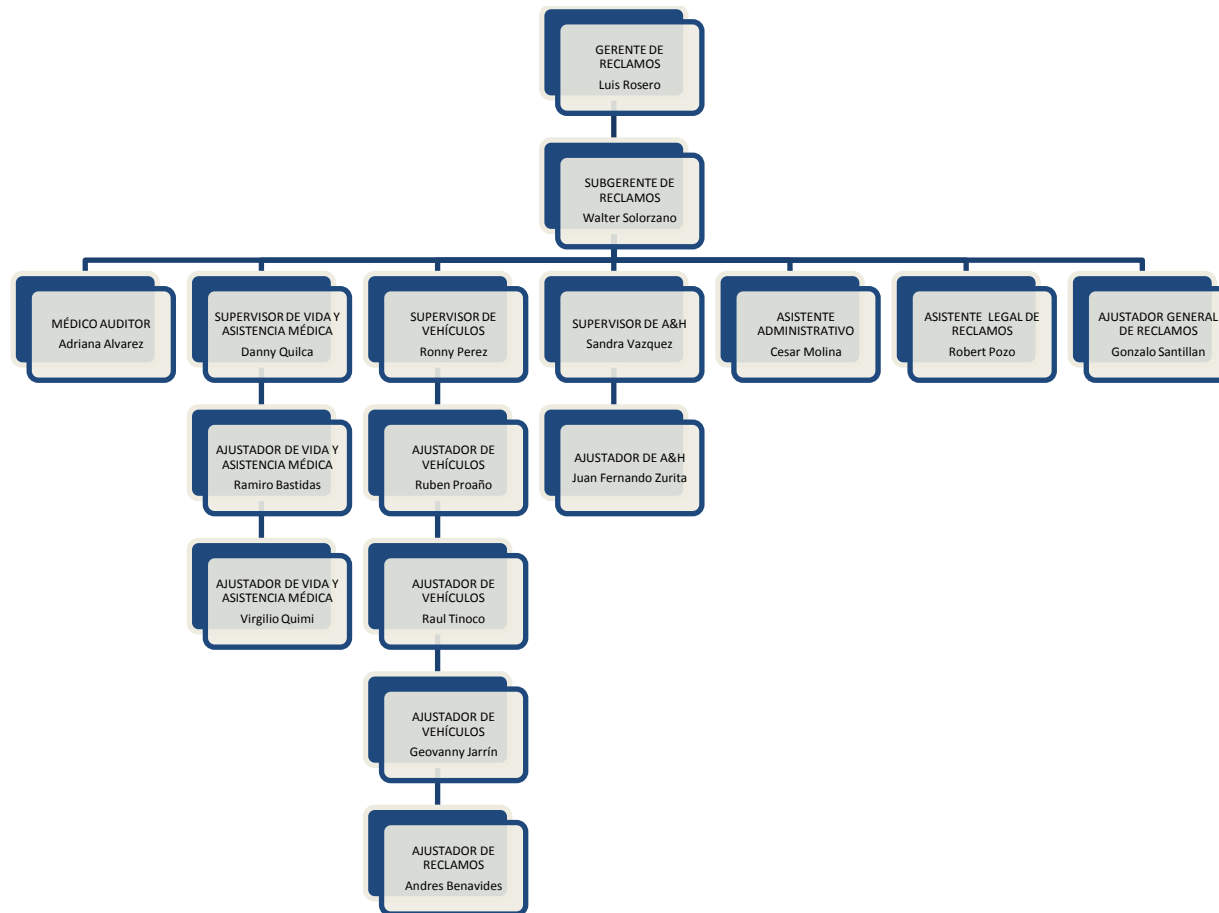 GERENTE DE
RECLAMOS
Luis Rosero
SUBGERENTE DE
RECLAMOS
Walter Solorzano
MÉDICO AUDITOR
Adriana Alvarez
SUPERVISOR DE VIDA Y
ASISTENCIA MÉDICA
Danny Quilca
SUPERVISOR DE
VEHÍCULOS
Ronny Perez
SUPERVISOR DE A&H
Sandra Vazquez
ASISTENTE
ADMINISTRATIVO
Cesar Molina
ASISTENTE LEGAL DE
RECLAMOS
Robert Pozo
AJUSTADOR GENERAL
DE RECLAMOS
Gonzalo Santillan
AJUSTADOR DE VIDA Y
ASISTENCIA MÉDICA
Ramiro Bastidas
AJUSTADOR DE
VEHÍCULOS
Ruben Proaño
AJUSTADOR DE A&H
Juan Fernando Zurita
AJUSTADOR DE VIDA Y
ASISTENCIA MÉDICA
Virgilio Quimi
AJUSTADOR DE
VEHÍCULOS
Raul Tinoco
AJUSTADOR DE
VEHÍCULOS
Geovanny Jarrín
AJUSTADOR DE
RECLAMOS
Andres Benavides